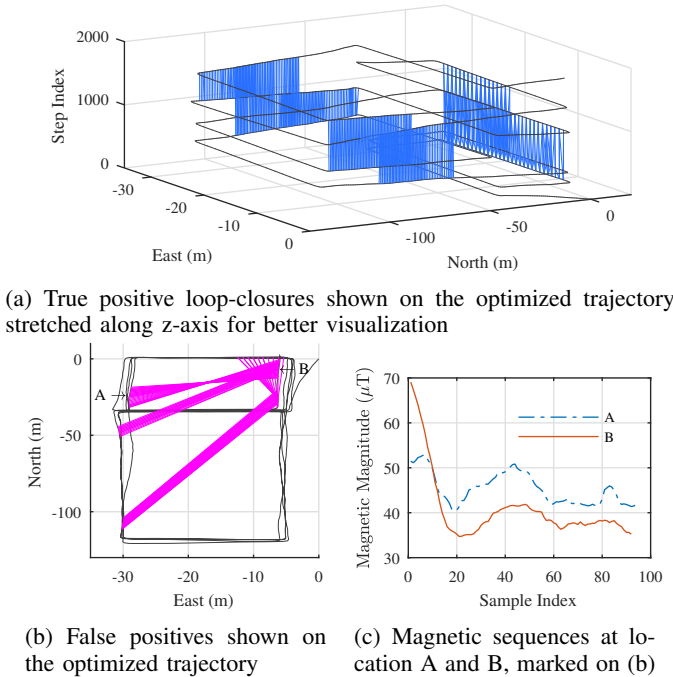 2000
1000
0
Step Index
-30
-20
-10
0
East (m)
-100
-50
0
North (m)
(a) True positive loop-closures shown on the optimized trajectory
stretched along z-axis for better visualization
0
-50
-100
North (m)
A
B
-30
-20
-10
0
East (m)
(b) False positives shown on
the optimized trajectory
70
60
50
40
30
Magnetic Magnitude (μT)
A
B
0
20
40
60
80
100
Sample Index
(c) Magnetic sequences at lo-
cation A and B, marked on (b)